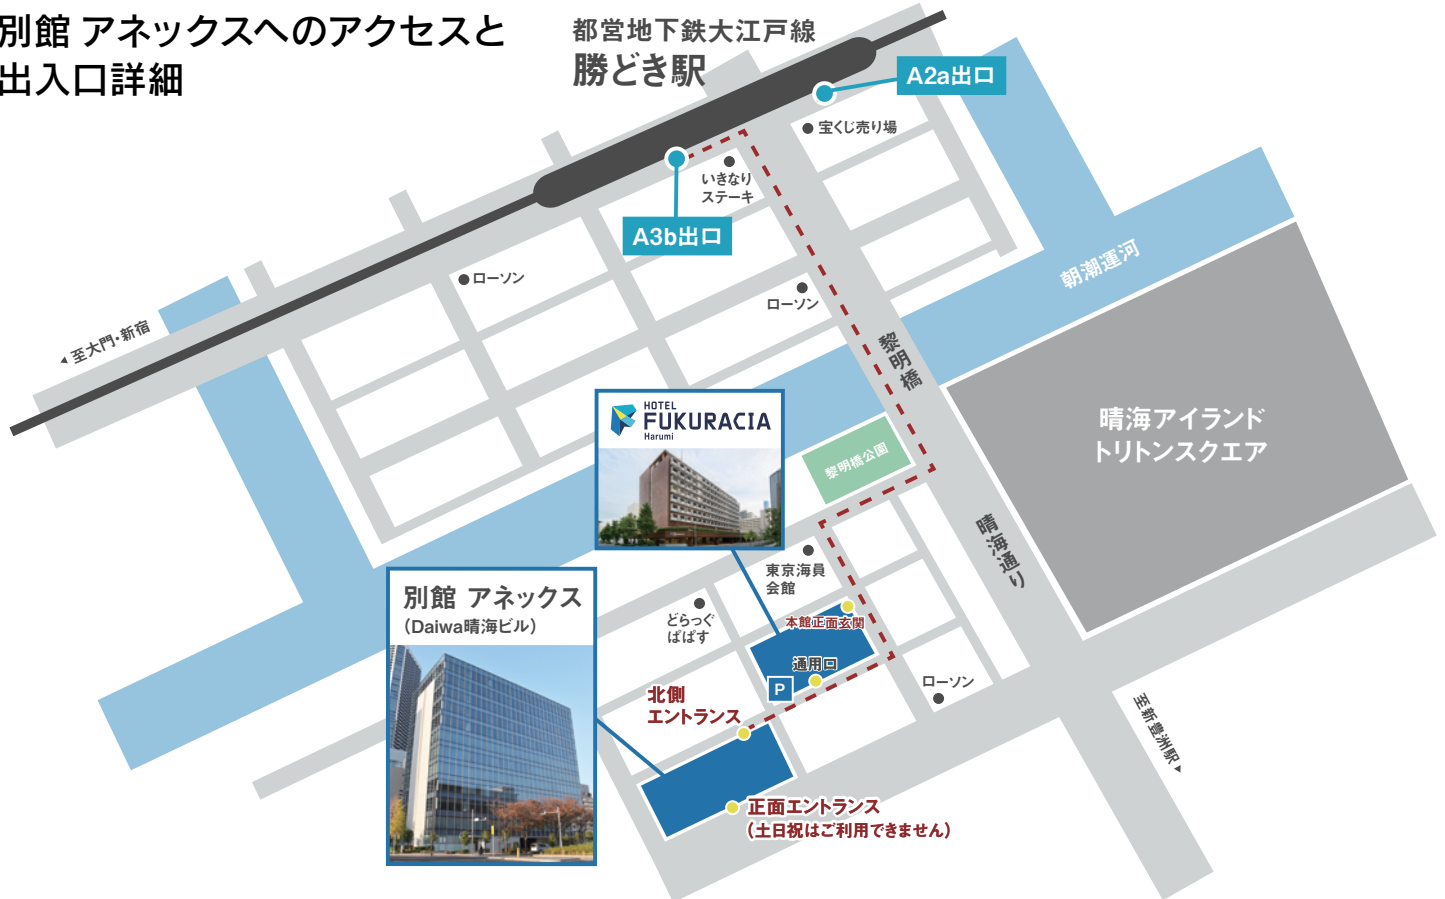 別館 アネックスへのアクセスと
出入口詳細
都営地下鉄大江戸線
勝どき駅
A2a出口
宝くじ売り場
いきなり
ステーキ
A3b出口
ローソン
ローソン
朝潮運河
◂ 至大門・新宿
黎明橋
HOTEL
FUKURACIA
Harumi
晴海アイランド
トリトンスクエア
黎明橋公園
晴海通り
東京海員
会館
別館 アネックス
(Daiwa晴海ビル)
どらっぐ
ぱぱす
本館正面玄関
通用口
P
ローソン
北側
エントランス
至新豊洲駅▸
正面エントランス
(土日祝はご利用できません)